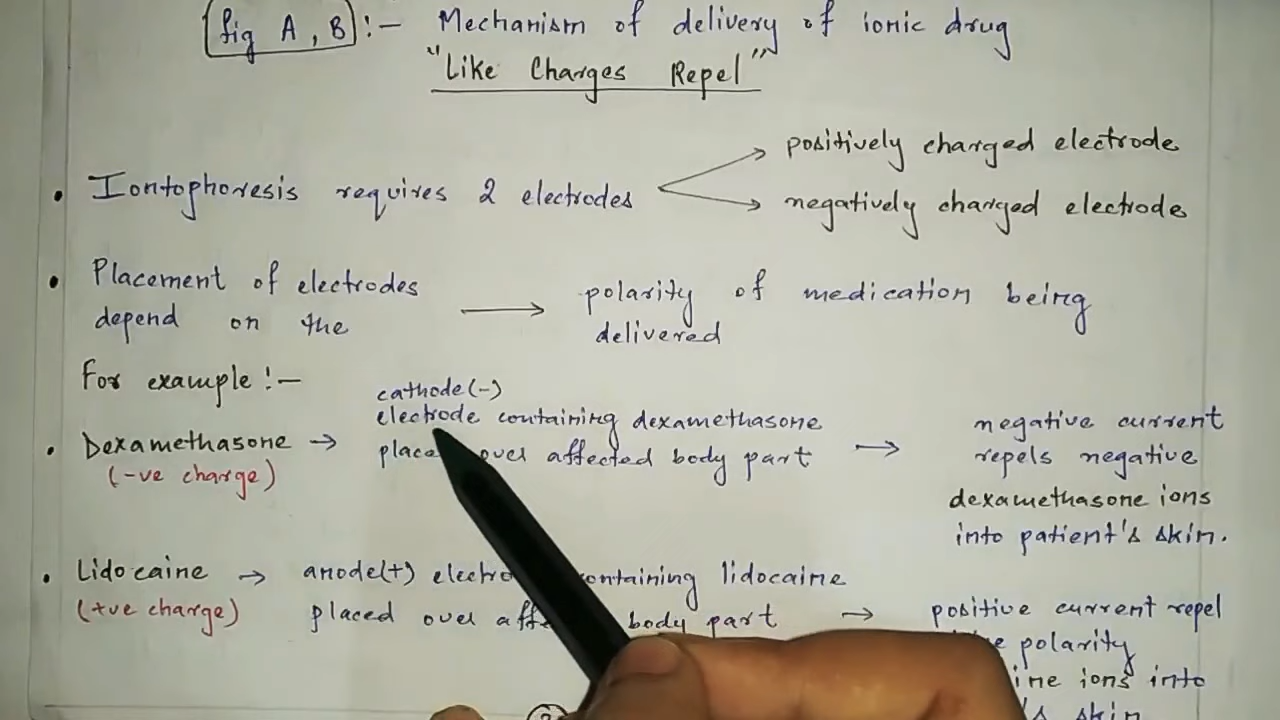 fig A, B :- Mechanism of delivery of ionic drug
"Like Charges Repel"
• Iontophoresis requires 2 electrodes
positively charged electrode
negatively charged electrode
• Placement of electrodes
depend on the
polarity of medication being
delivered
For example :-
• Dexamethasone →
(-ve charge)
cathode (-)
electrode containing dexamethasone
over affected body part →
negative current
repels negative
dexamethasone ions
into patient's skin.
• Lidocaine →
(+ve charge)
anode(+) lidocaine
placed over body part →
positive current repel
polarity
ions into
skin